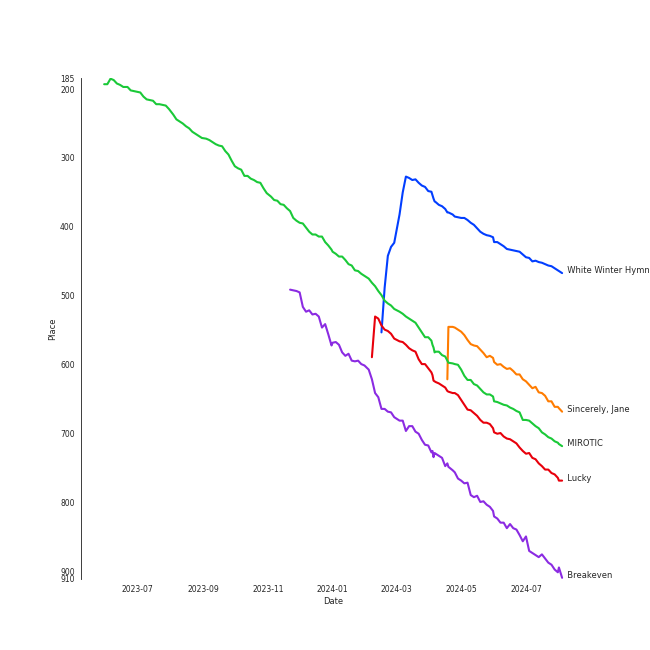 185
200
300
400
500
600
700
800
900
910
Place
2023-07
2023-09
2023-11
2024-01
2024-03
2024-05
2024-07
Date
White Winter Hymn
Sincerely, Jane
MIROTIC
Lucky
Breakeven